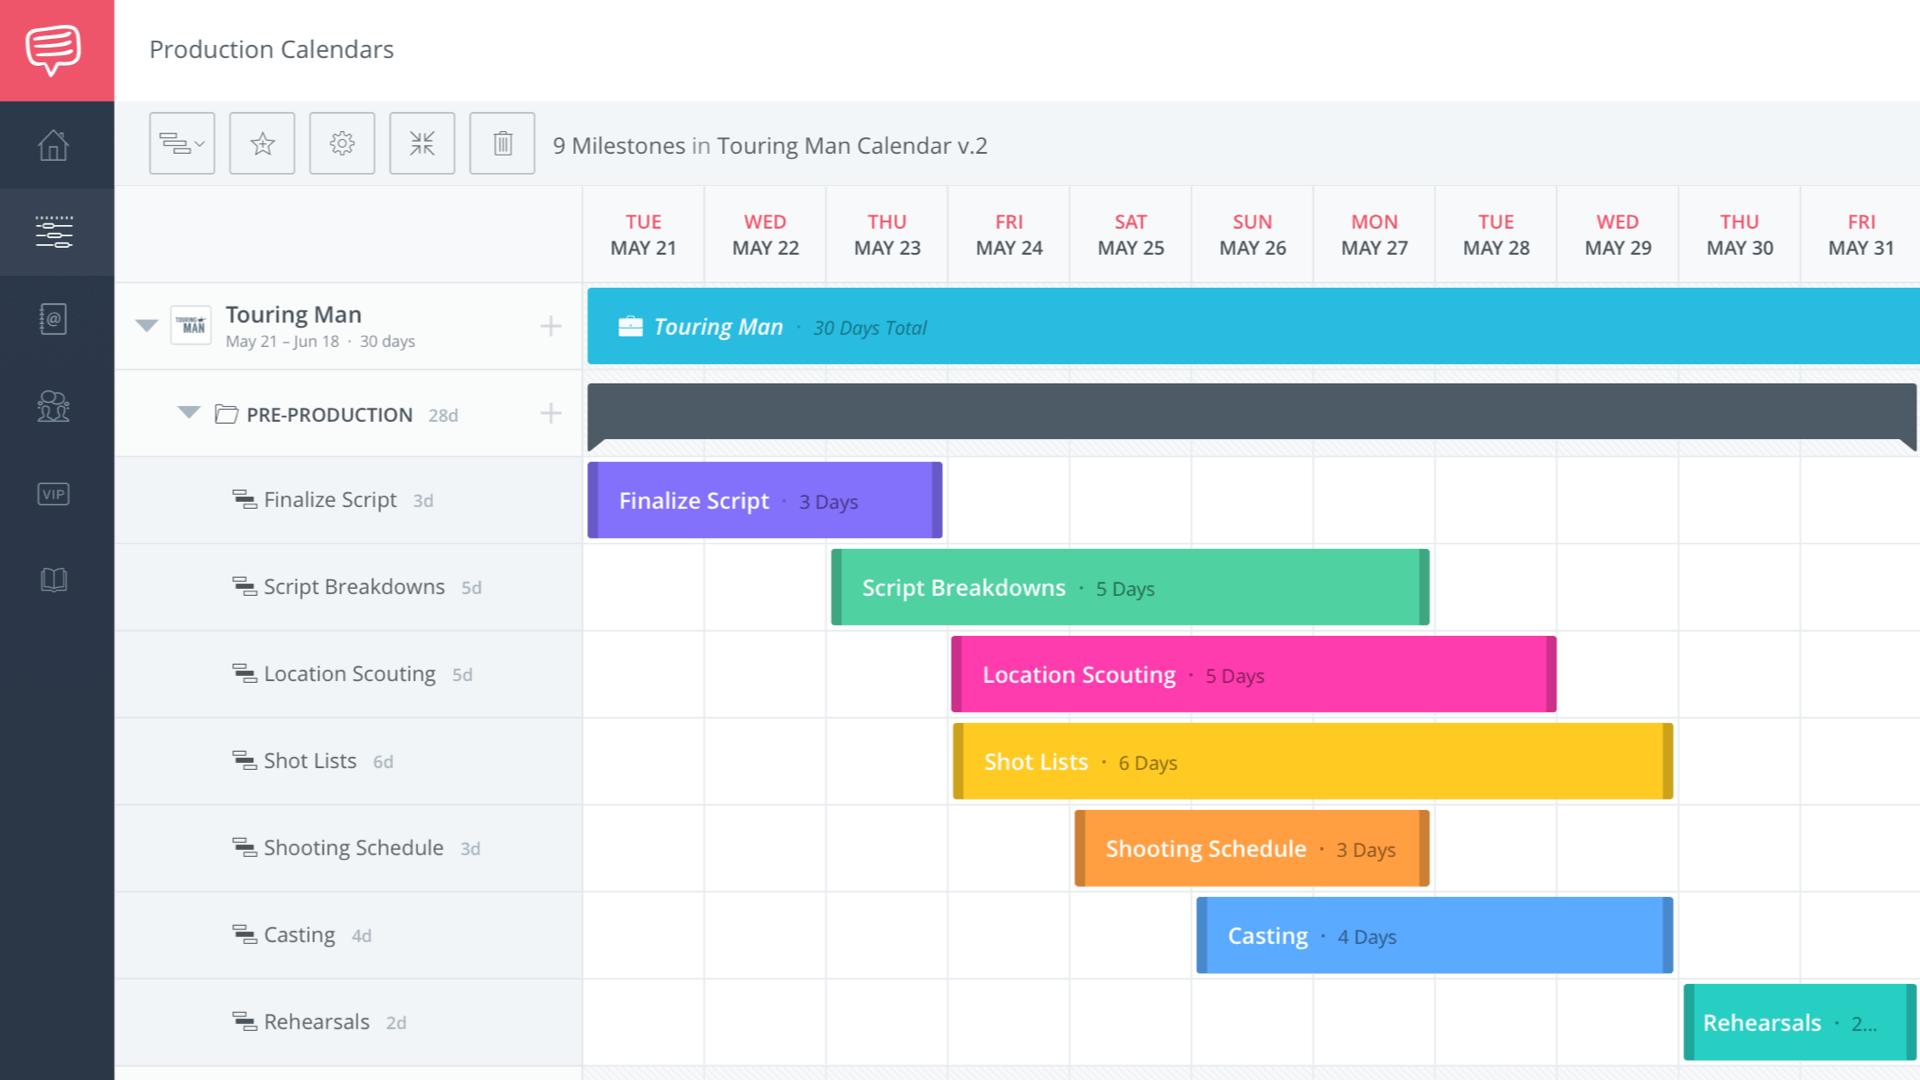 Production Calendars
9 Milestones in Touring Man Calendar v.2
TUE WED THU FRI SAT SUN MON TUE WED THU FRI
MAY 21 MAY 22 MAY 23 MAY 24 MAY 25 MAY 26 MAY 27 MAY 28 MAY 29 MAY 30 MAY 31
TOURING MAN
Touring Man
May 21 – Jun 18 · 30 days
Touring Man · 30 Days Total
PRE-PRODUCTION 28d
Finalize Script 3d
Finalize Script · 3 Days
Script Breakdowns 5d
Script Breakdowns · 5 Days
VIP
Location Scouting 5d
Location Scouting · 5 Days
Shot Lists 6d
Shot Lists · 6 Days
Shooting Schedule 3d
Shooting Schedule · 3 Days
Casting 4d
Casting · 4 Days
Rehearsals 2d
Rehearsals · 2...